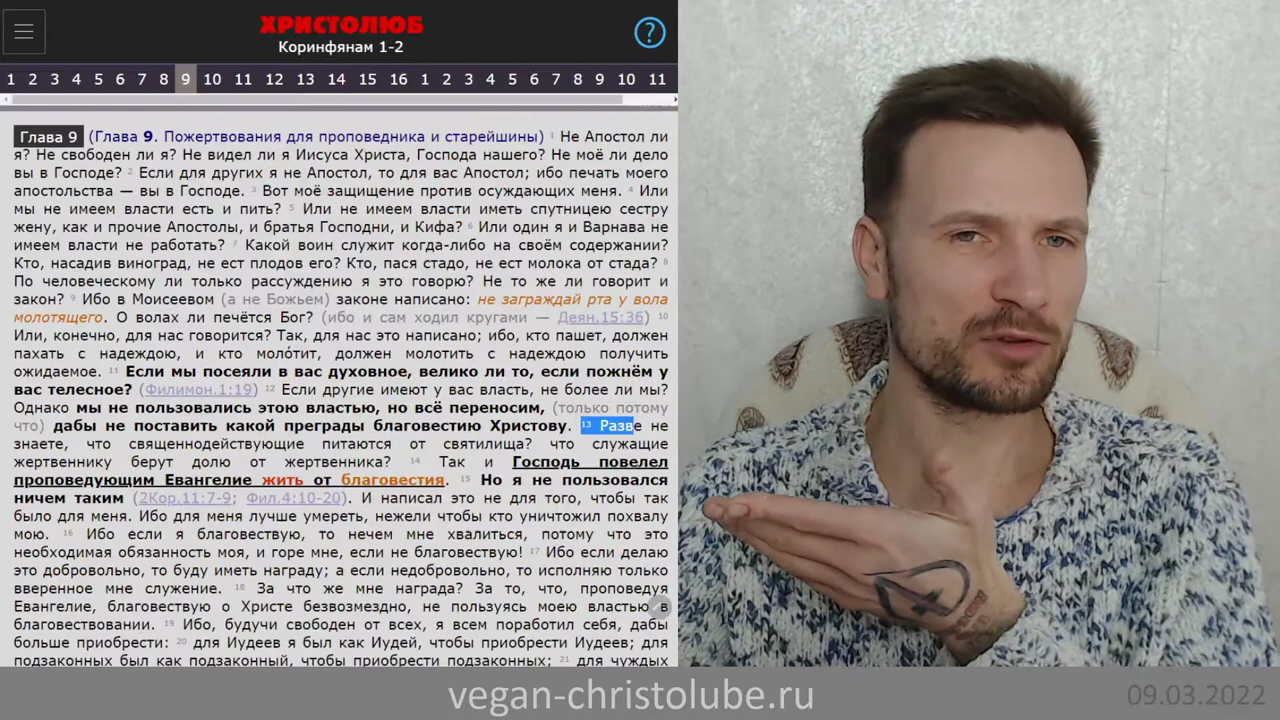 ХРИСТОЛЮБ
Коринфянам 1-2
?
1 2 3 4 5 6 7 8 9 10 11 12 13 14 15 16 1 2 3 4 5 6 7 8 9 10 11
Глава 9 (Глава 9. Пожертвования для проповедника и старейшины) 1 Не Апостол ли
я? Не свободен ли я? Не видел ли я Иисуса Христа, Господа нашего? Не моё ли дело
вы в Господе? 2 Если для других я не Апостол, то для вас Апостол; ибо печать моего
апостольства — вы в Господе. 3 Вот моё защищение против осуждающих меня. 4 Или
мы не имеем власти есть и пить? 5 Или не имеем власти иметь спутницею сестру
жену, как и прочие Апостолы, и братья Господни, и Кифа? 6 Или один я и Варнава не
имеем власти не работать? 7 Какой воин служит когда-либо на своём содержании?
Кто, насадив виноград, не ест плодов его? Кто, пася стадо, не ест молока от стада? 8
По человеческому ли только рассуждению я это говорю? Не то же ли говорит и
закон? 9 Ибо в Моисеевом (а не Божьем) законе написано: не заграждай рта у вола
молотящего. О волах ли печётся Бог? (ибо и сам ходил кругами — Деян.15:36) 10
Или, конечно, для нас говорится? Так, для нас это написано; ибо, кто пашет, должен
пахать с надеждою, и кто моло́тит, должен молотить с надеждою получить
ожидаемое. 11 Если мы посеяли в вас духовное, велико ли то, если пожнём у
вас телесное? (Филимон.1:19) 12 Если другие имеют у вас власть, не более ли мы?
Однако мы не пользовались этою властью, но всё переносим, (только потому
что) дабы не поставить какой преграды благовестию Христову. 13 Разве не
знаете, что священнодействующие питаются от святилища? что служащие
жертвеннику берут долю от жертвенника? 14 Так и Господь повелел
проповедующим Евангелие жить от благовестия. 15 Но я не пользовался
ничем таким (2Кор.11:7-9; Фил.4:10-20). И написал это не для того, чтобы так
было для меня. Ибо для меня лучше умереть, нежели чтобы кто уничтожил похвалу
мою. 16 Ибо если я благовествую, то нечем мне хвалиться, потому что это
необходимая обязанность моя, и горе мне, если не благовествую! 17 Ибо если делаю
это добровольно, то буду иметь награду; а если недобровольно, то исполняю только
вверенное мне служение. 18 За что же мне награда? За то, что, проповедуя
Евангелие, благовествую о Христе безвозмездно, не пользуясь моею властью в
благовествовании. 19 Ибо, будучи свободен от всех, я всем поработил себя, дабы
больше приобрести: 20 для Иудеев я был как Иудей, чтобы приобрести Иудеев; для
подзаконных был как подзаконный, чтобы приобрести подзаконных; 21 для чуждых
vegan-christolube.ru
09.03.2022